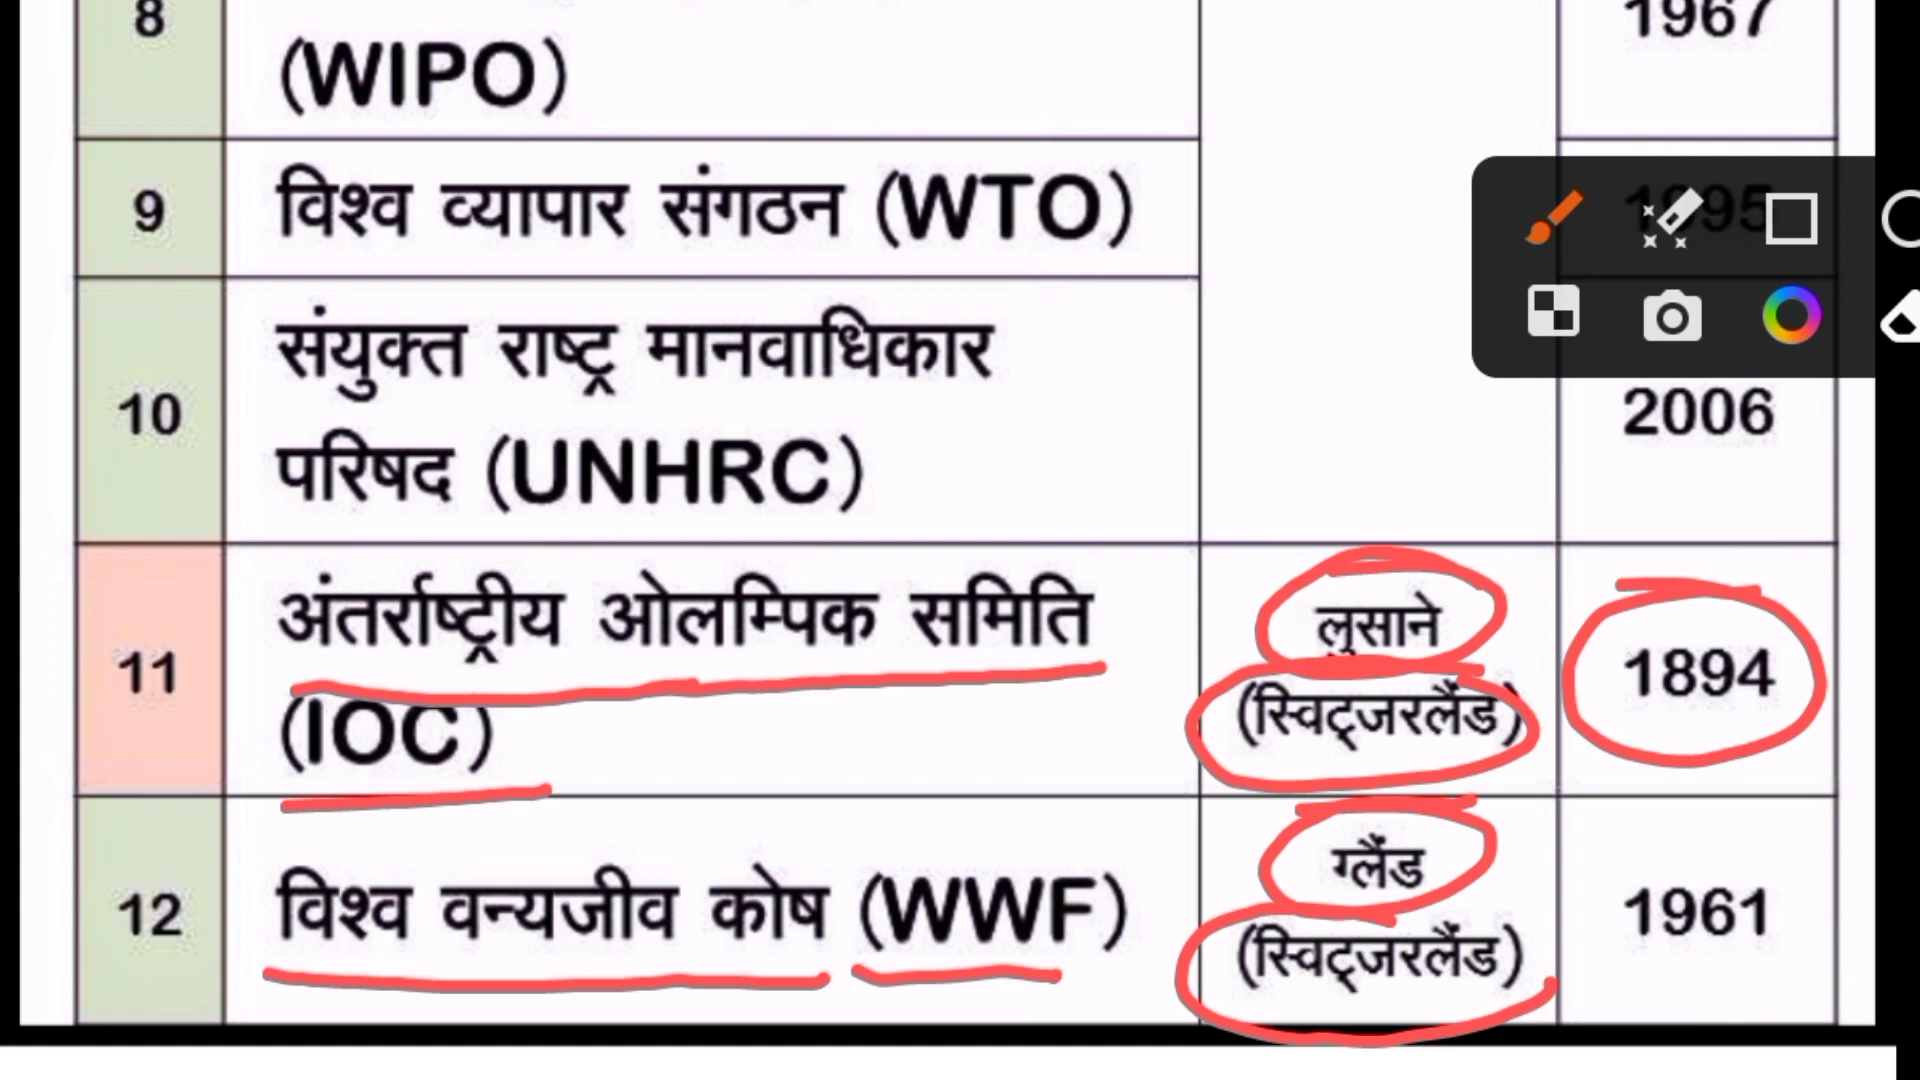 8
(WIPO)
1967
9
विश्व व्यापार संगठन (WTO)
1995
10
संयुक्त राष्ट्र मानवाधिकार
परिषद (UNHRC)
2006
11
अंतर्राष्ट्रीय ओलम्पिक समिति
(IOC)
लुसाने
(स्विट्जरलैंड)
1894
12
विश्व वन्यजीव कोष (WWF)
ग्लैंड
(स्विट्जरलैंड)
1961